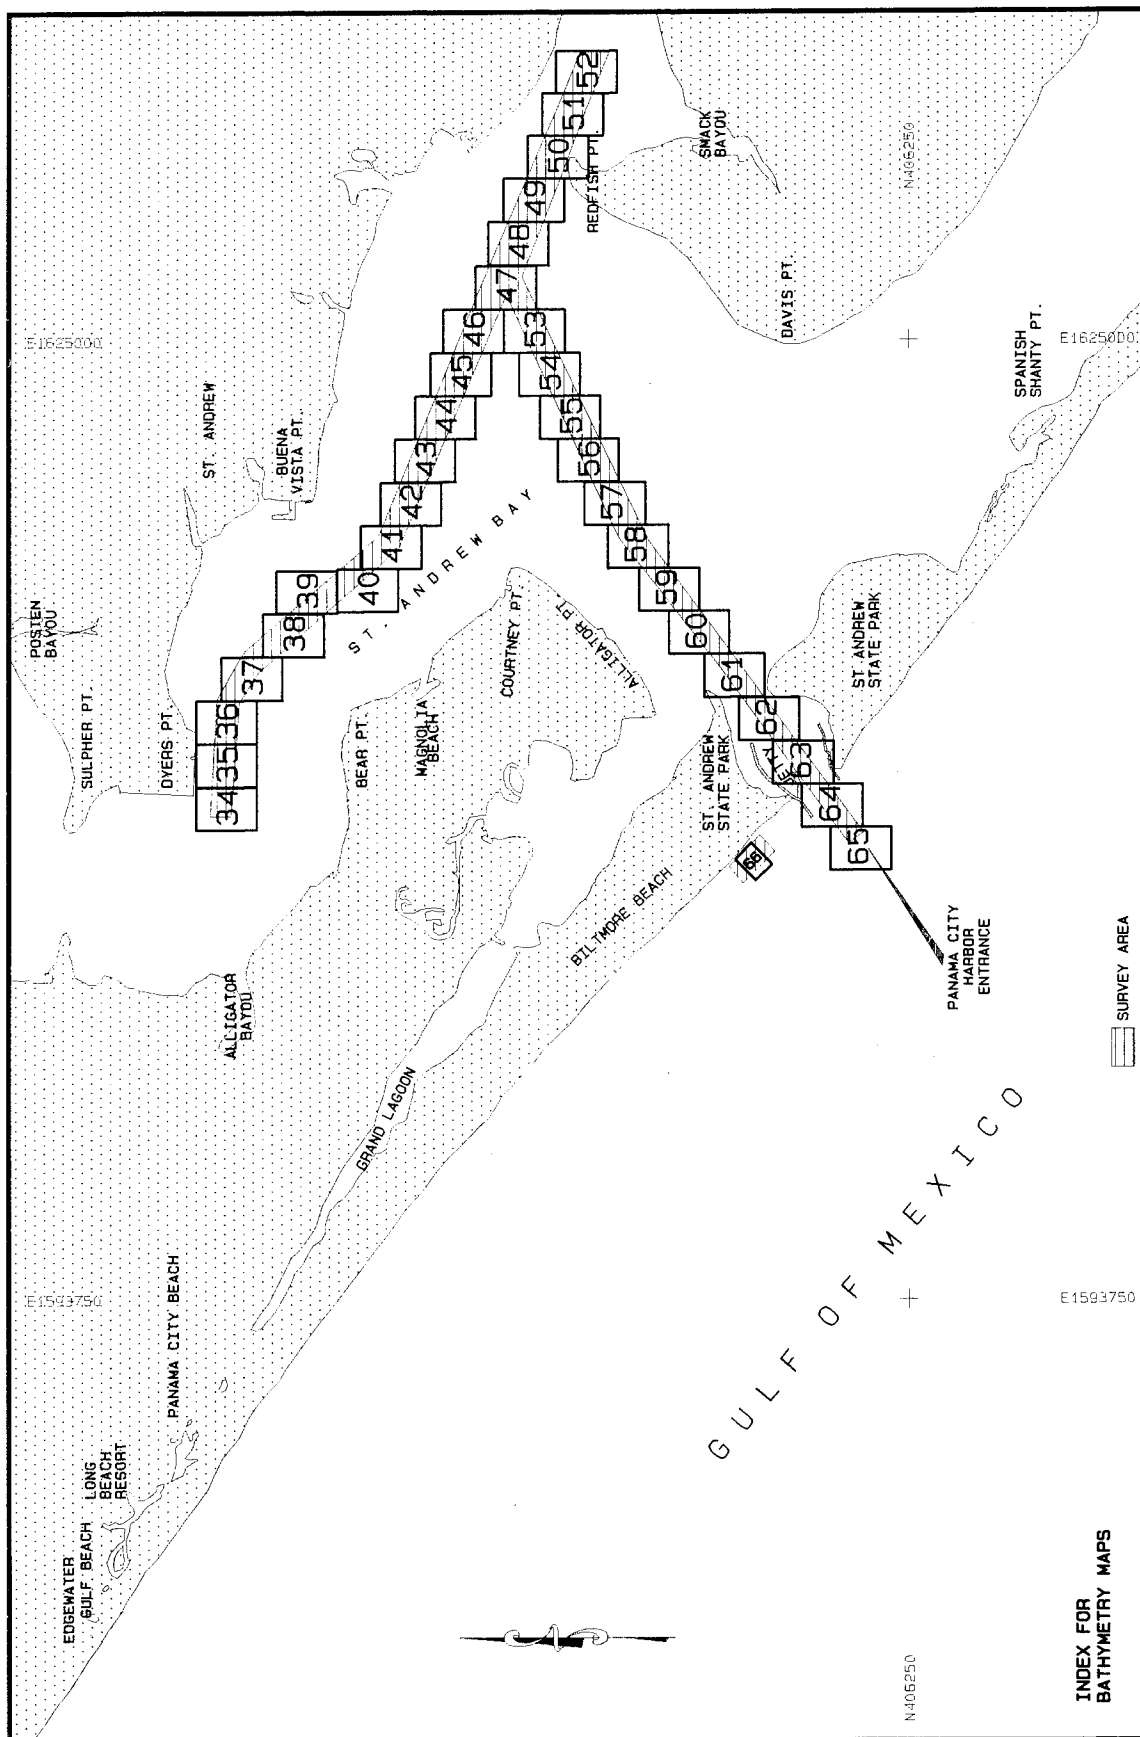 EDGEWATER
GULF BEACH
LONG
BEACH
RESORT
PANAMA CITY BEACH
E1593750
GRAND LAGOON
ALLIGATOR
BAYOU
BILTMORE BEACH
SULPHER PT.
DYERS PT.
POSTEN
BAYOU
BEAR PT.
MAGNOLIA
BEACH
COURTNEY PT.
ALLIGATOR PT.
ST. ANDREW
BUENA
VISTA PT.
E1625000
ST. ANDREW BAY
34
35
36
37
38
39
40
41
42
43
44
45
46
47
48
49
50
51
52
53
54
55
56
57
58
59
60
61
62
63
64
65
66
REDFISH PT.
SMACK
BAYOU
DAVIS PT.
N406250
SPANISH
SHANTY PT.
E1625000
ST. ANDREW
STATE PARK
JETTY
ST ANDREW
STATE PARK
PANAMA CITY
HARBOR
ENTRANCE
GULF OF MEXICO
SURVEY AREA
E1593750
N406250
INDEX FOR
BATHYMETRY MAPS